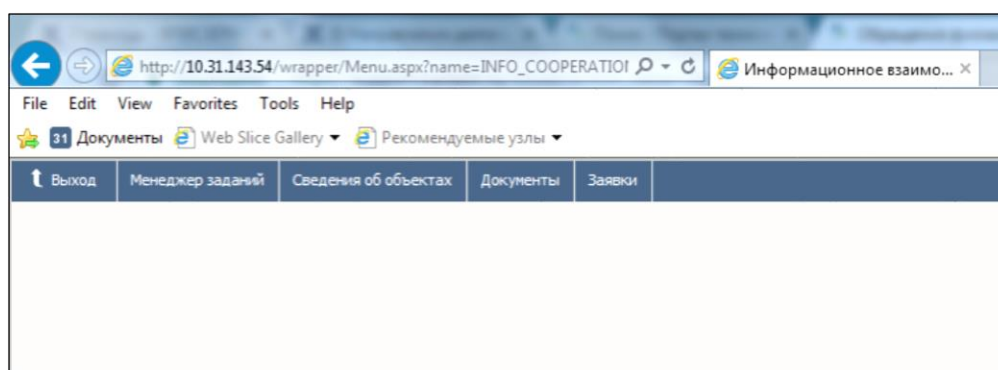 http://10.31.143.54/wrapper/Menu.aspx?name=INFO_COOPERATIOI Информационное взаимо...
File Edit View Favorites Tools Help
31 Документы Web Slice Gallery Рекомендуемые узлы
Выход Менеджер заданий Сведения об объектах Документы Заявки